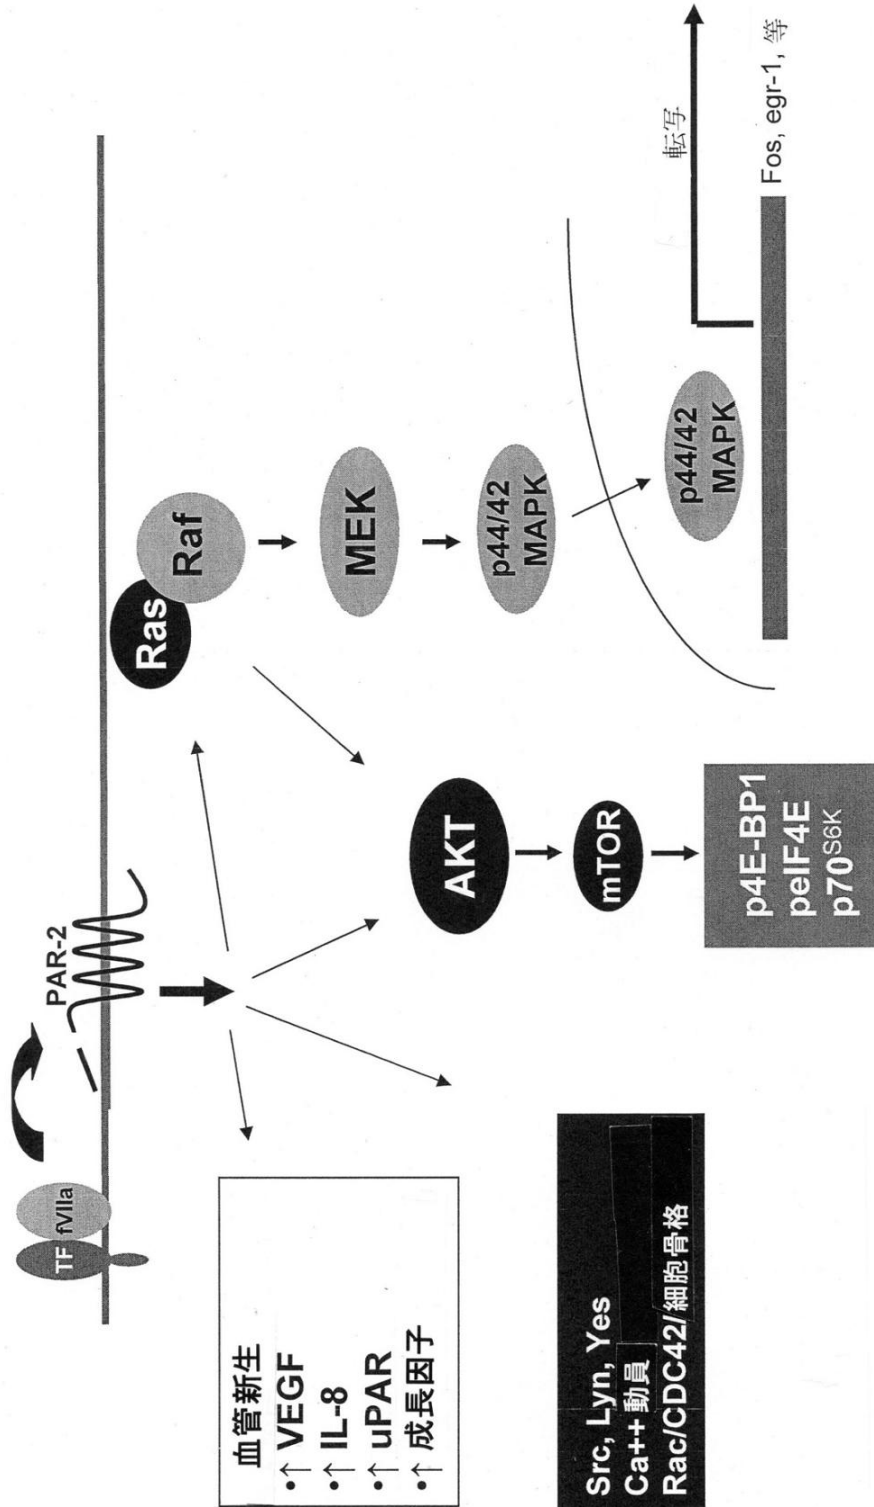 TF
fVIIa
PAR-2
Ras
Raf
MEK
p44/42
MAPK
p44/42
MAPK
転写
Fos, egr-1, 等
AKT
mTOR
p4E-BP1
peIF4E
p70S6K
血管新生
•↑ VEGF
•↑ IL-8
•↑ uPAR
•↑ 成長因子
Src, Lyn, Yes
Ca++ 動員
Rac/CDC42/細胞骨格